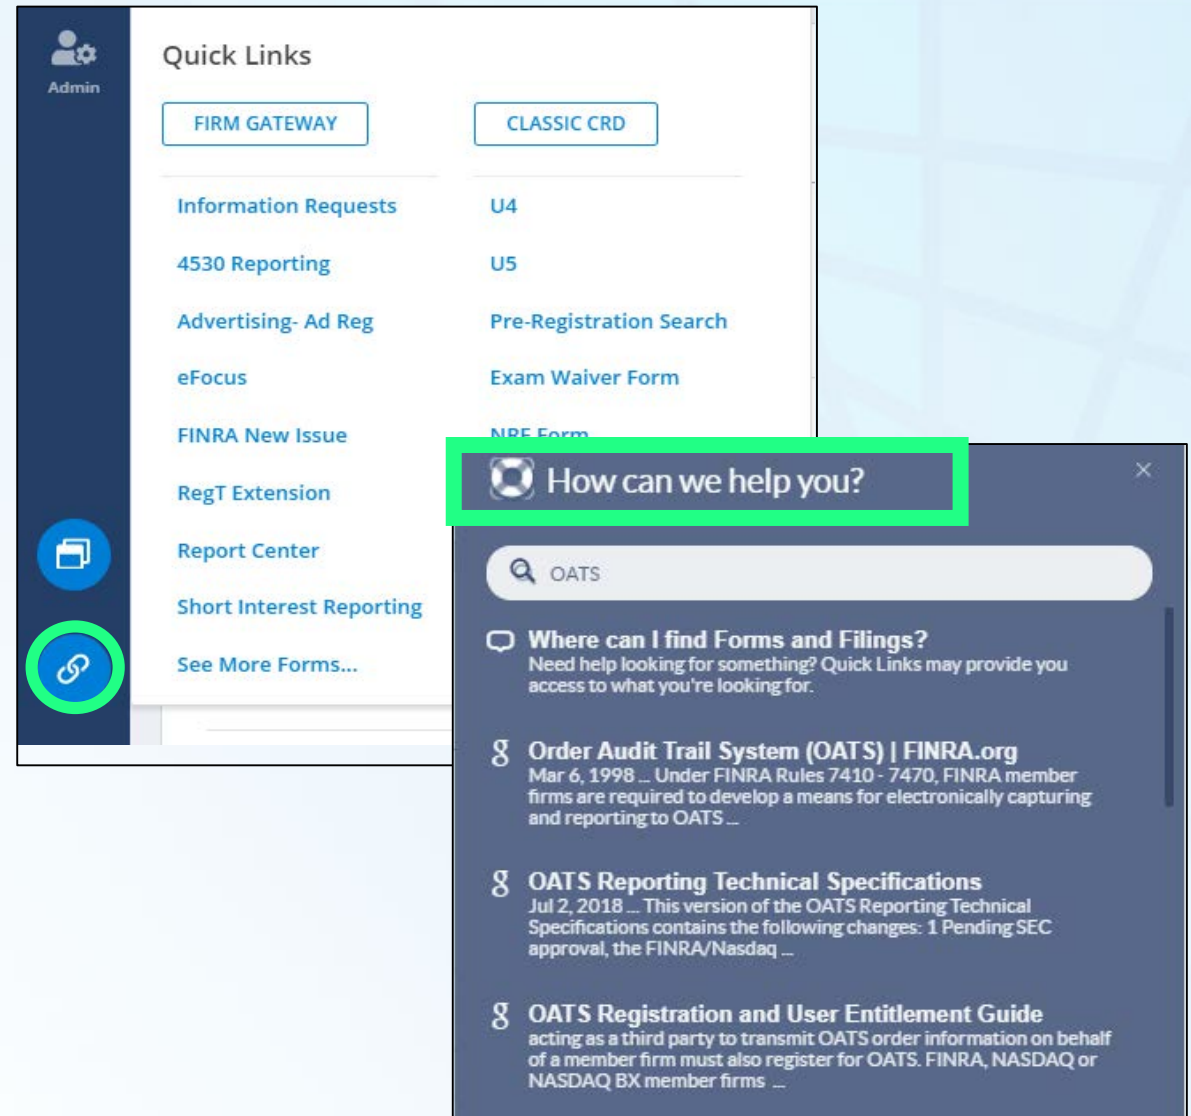 Admin
Quick Links
FIRM GATEWAY
CLASSIC CRD
Information Requests
4530 Reporting
Advertising- Ad Reg
eFocus
FINRA New Issue
RegT Extension
Report Center
Short Interest Reporting
See More Forms...
U4
U5
Pre-Registration Search
Exam Waiver Form
NRF Form
How can we help you?
OATS
Where can I find Forms and Filings?
Need help looking for something? Quick Links may provide you
access to what you're looking for.
Order Audit Trail System (OATS) | FINRA.org
Mar 6, 1998 ... Under FINRA Rules 7410 - 7470, FINRA member
firms are required to develop a means for electronically capturing
and reporting to OATS ...
OATS Reporting Technical Specifications
Jul 2, 2018 ... This version of the OATS Reporting Technical
Specifications contains the following changes: 1 Pending SEC
approval, the FINRA/Nasdaq ...
OATS Registration and User Entitlement Guide
acting as a third party to transmit OATS order information on behalf
of a member firm must also register for OATS. FINRA, NASDAQ or
NASDAQ BX member firms ...